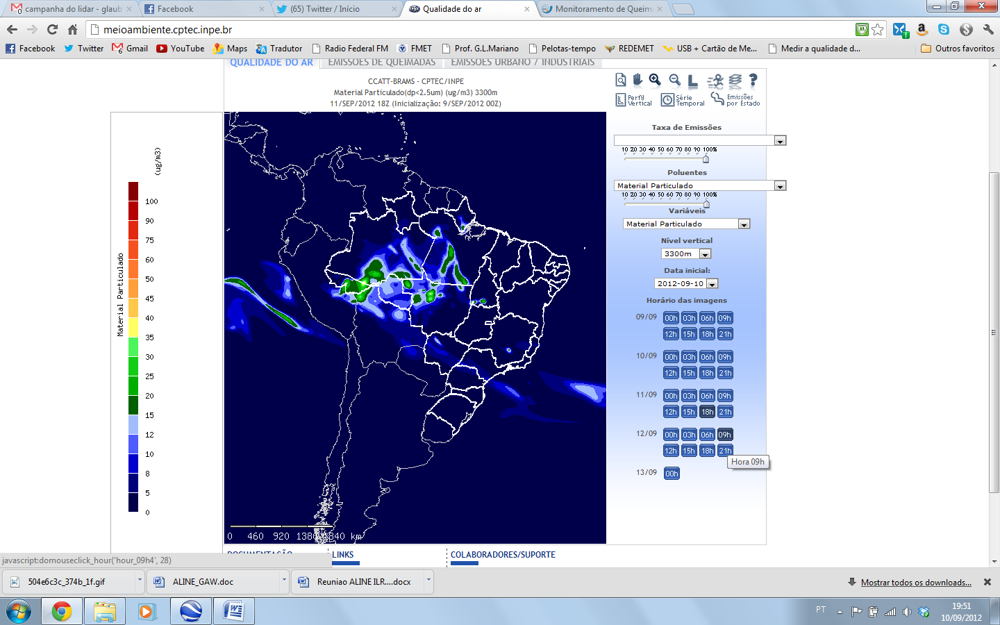 campanha do lidar - glaub
Facebook
(65) Twitter / Início
Qualidade do ar
Monitoramento de Queim
meioambiente.cptec.inpe.br
Facebook
Twitter
Gmail
YouTube
Maps
Tradutor
Radio Federal FM
FMET
Prof. G.L.Mariano
Pelotas-tempo
REDEMET
USB + Cartão de Me...
Medir a qualidade d...
Outros favoritos
QUALIDADE DO AR
EMISSÕES DE QUEIMADAS
EMISSÕES URBANO / INDUSTRIAIS
CCATT-BRAMS - CPTEC/INPE
Material Particulado(dp<2.5um) (ug/m3) 3300m
11/SEP/2012 18Z (Inicialização: 9/SEP/2012 00Z)
Perfil Vertical
Série Temporal
Emissões por Estado
(ug/m3)
Material Particulado
100
90
75
60
50
45
40
35
30
25
20
15
12
10
8
5
0
0 460 920 1380 1840 km
Taxa de Emissões
10 20 30 40 50 60 70 80 90 100%
Poluentes
Material Particulado
10 20 30 40 50 60 70 80 90 100%
Variáveis
Material Particulado
Nível vertical
3300m
Data inicial:
2012-09-10
Horário das imagens
09/09 00h 03h 06h 09h
12h 15h 18h 21h
10/09 00h 03h 06h 09h
12h 15h 18h 21h
11/09 00h 03h 06h 09h
12h 15h 18h 21h
12/09 00h 03h 06h 09h
12h 15h 18h 21h
Hora 09h
13/09 00h
DOCUMENTAÇÃO
LINKS
COLABORADORES/SUPORTE
javascript:domouseclick_hour('hour_09h4', 28)
504e6c3c_374b_1f.gif
ALINE_GAW.doc
Reuniao ALINE ILR....docx
Mostrar todos os downloads...
PT
19:51
10/09/2012